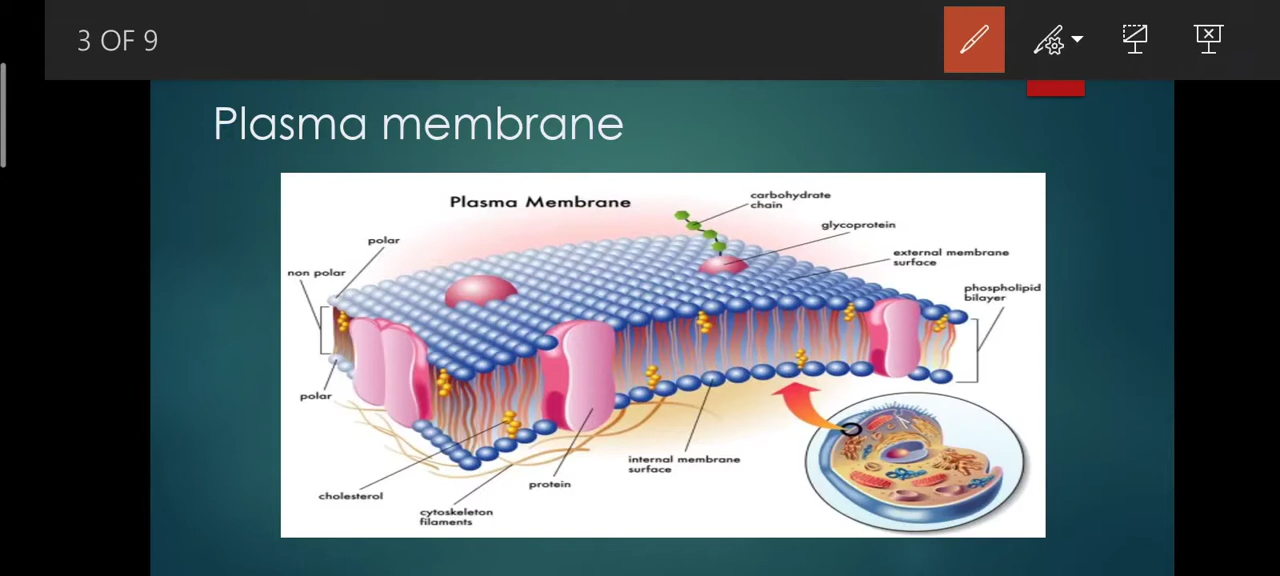 3 OF 9
Plasma membrane
Plasma Membrane
carbohydrate
chain
polar
glycoprotein
external membrane
surface
non polar
phospholipid
bilayer
polar
internal membrane
surface
protein
cholesterol
cytoskeleton
filaments